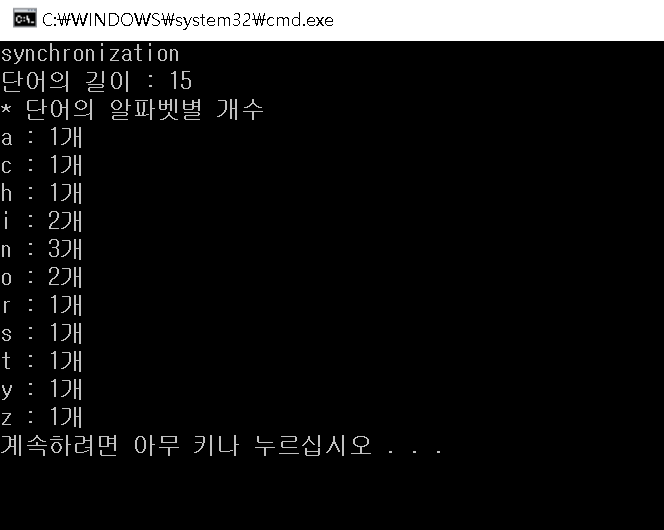 C:\WINDOWS\system32\cmd.exe
synchronization
단어의 길이 : 15
* 단어의 알파벳별 개수
a : 1개
c : 1개
h : 1개
i : 2개
n : 3개
o : 2개
r : 1개
s : 1개
t : 1개
y : 1개
z : 1개
계속하려면 아무 키나 누르십시오 . . .